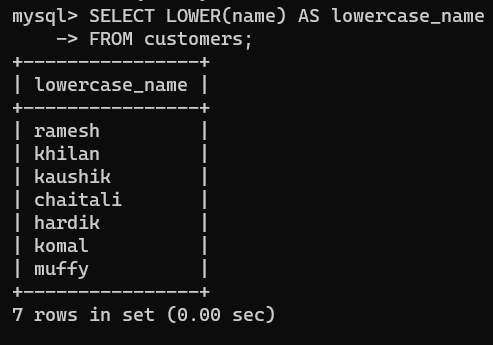 mysql> SELECT LOWER(name) AS lowercase_name
    -> FROM customers;
+----------------+
| lowercase_name |
+----------------+
| ramesh         |
| khilan         |
| kaushik        |
| chaitali       |
| hardik         |
| komal          |
| muffy          |
+----------------+
7 rows in set (0.00 sec)